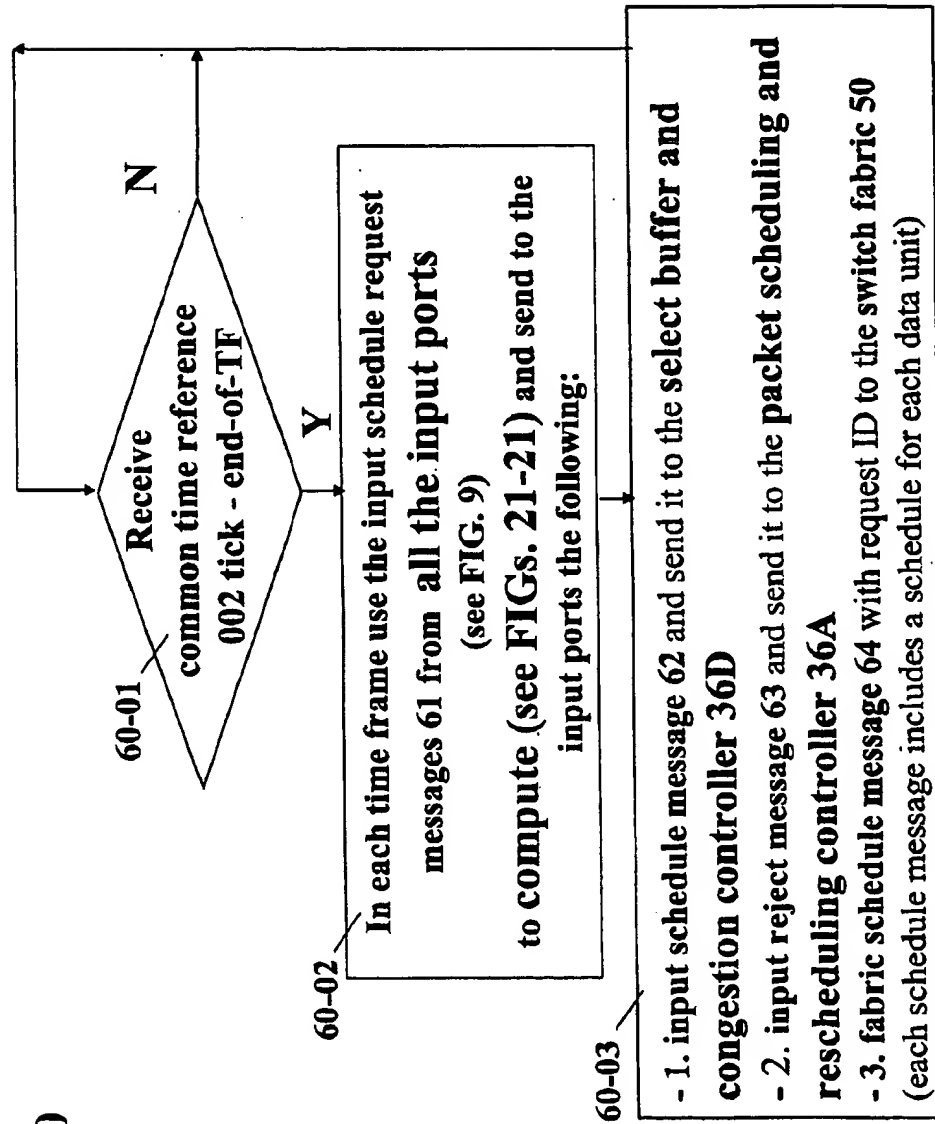 60-01
Receive
common time reference
002 tick - end-of-TF
N
Y
60-02
In each time frame use the input schedule request
messages 61 from all the input ports
(see FIG. 9)
to compute (see FIGs. 21-21) and send to the
input ports the following:
60-03
- 1. input schedule message 62 and send it to the select buffer and
congestion controller 36D
- 2. input reject message 63 and send it to the packet scheduling and
rescheduling controller 36A
- 3. fabric schedule message 64 with request ID to the switch fabric 50
(each schedule message includes a schedule for each data unit)